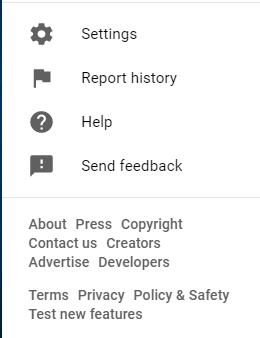 Settings
Report history
Help
Send feedback
About Press Copyright
Contact us Creators
Advertise Developers
Terms Privacy Policy & Safety
Test new features